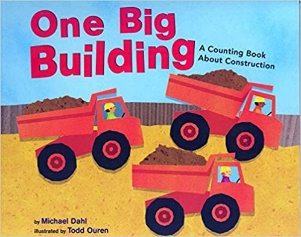 One Big
Building
A Counting Book
About Construction
by Michael Dahl
illustrated by Todd Ouren